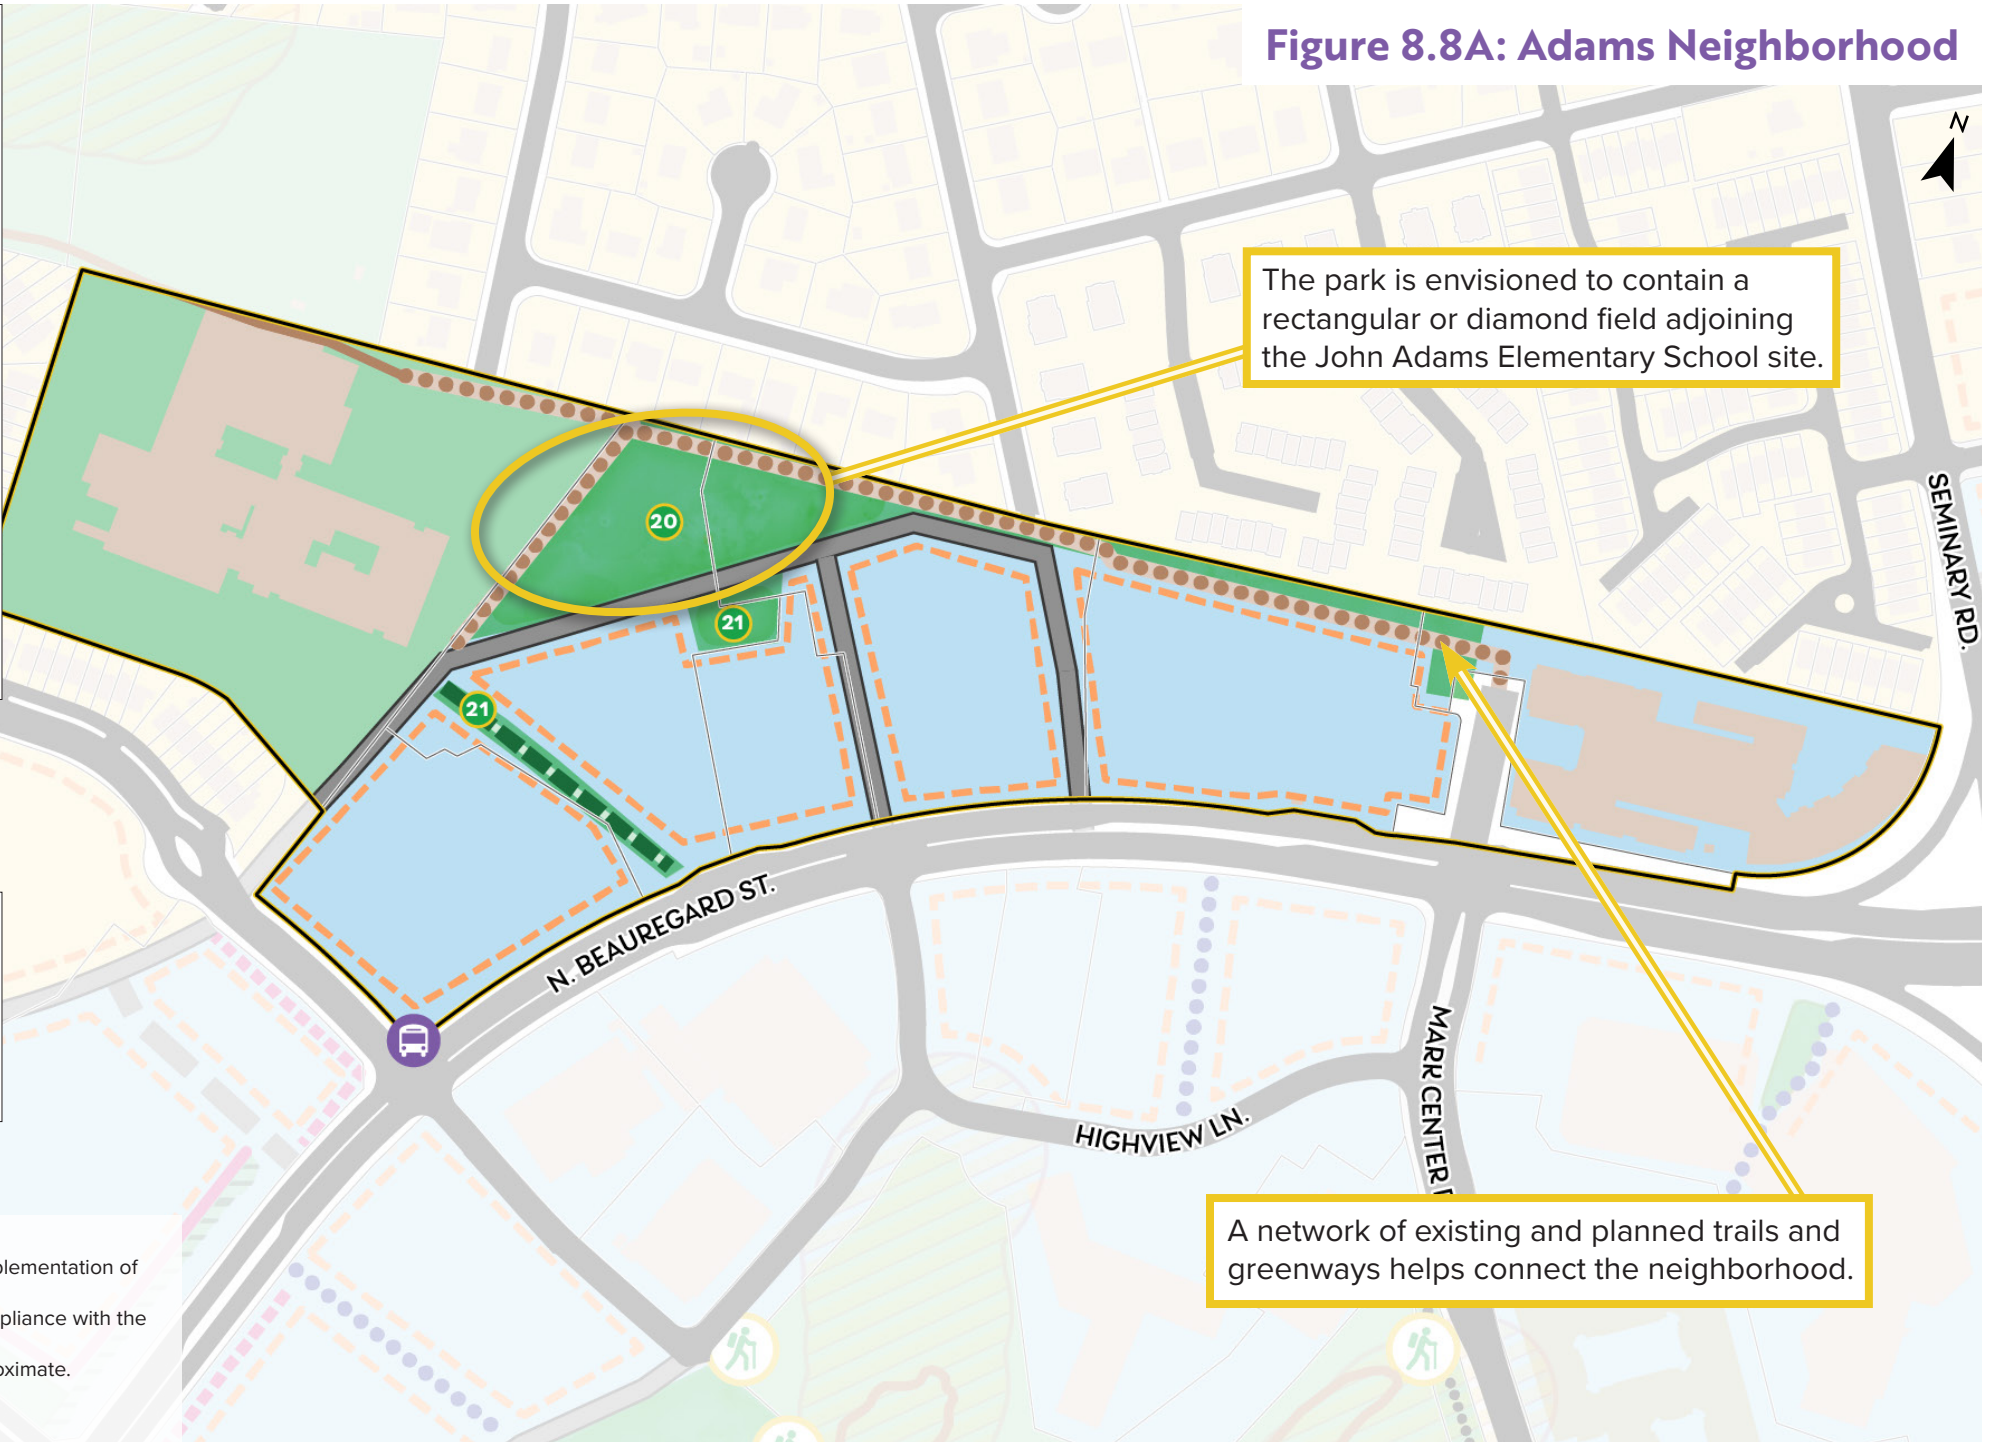 Figure 8.8A: Adams Neighborhood
N
The park is envisioned to contain a
rectangular or diamond field adjoining
the John Adams Elementary School site.
SEMINARY RD.
20
21
21
N. BEAUREGARD ST.
MARK CENTER
HIGHVIEW LN.
A network of existing and planned trails and
greenways helps connect the neighborhood.
plementation of
pliance with the
oximate.